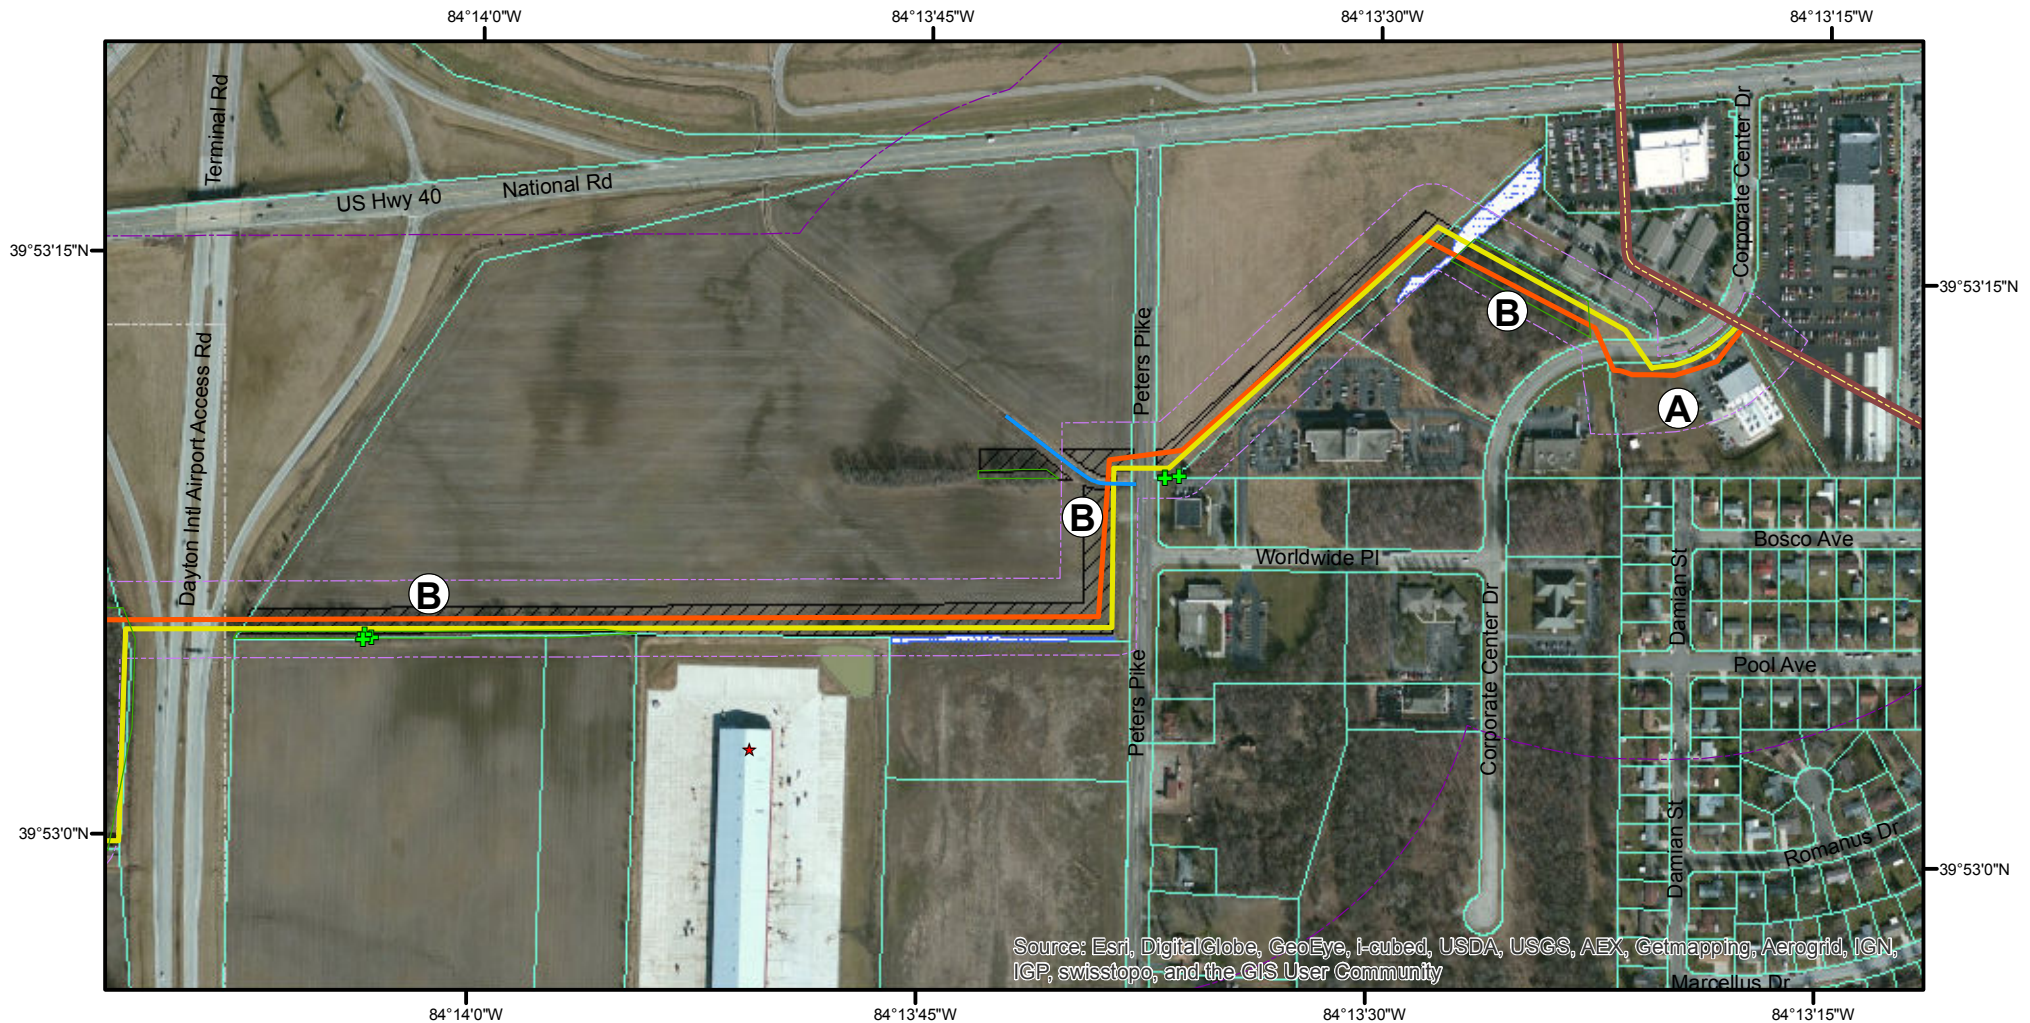 84°14'0"W
84°13'45"W
84°13'30"W
84°13'15"W
Terminal Rd
US Hwy 40
National Rd
Corporate Center Dr
39°53'15"N
39°53'15"N
Peters Pike
B
A
Dayton Intl Airport Access Rd
B
B
Worldwide Pl
Bosco Ave
Damian St
Corporate Center Dr
Pool Ave
Peters Pike
39°53'0"N
39°53'0"N
Damian St
Romanus Dr
Source: Esri, DigitalGlobe, GeoEye, i-cubed, USDA, USGS, AEX, Getmapping, Aerogrid, IGN,
IGP, swisstopo, and the GIS User Community
Marcellus Dr
84°14'0"W
84°13'45"W
84°13'30"W
84°13'15"W